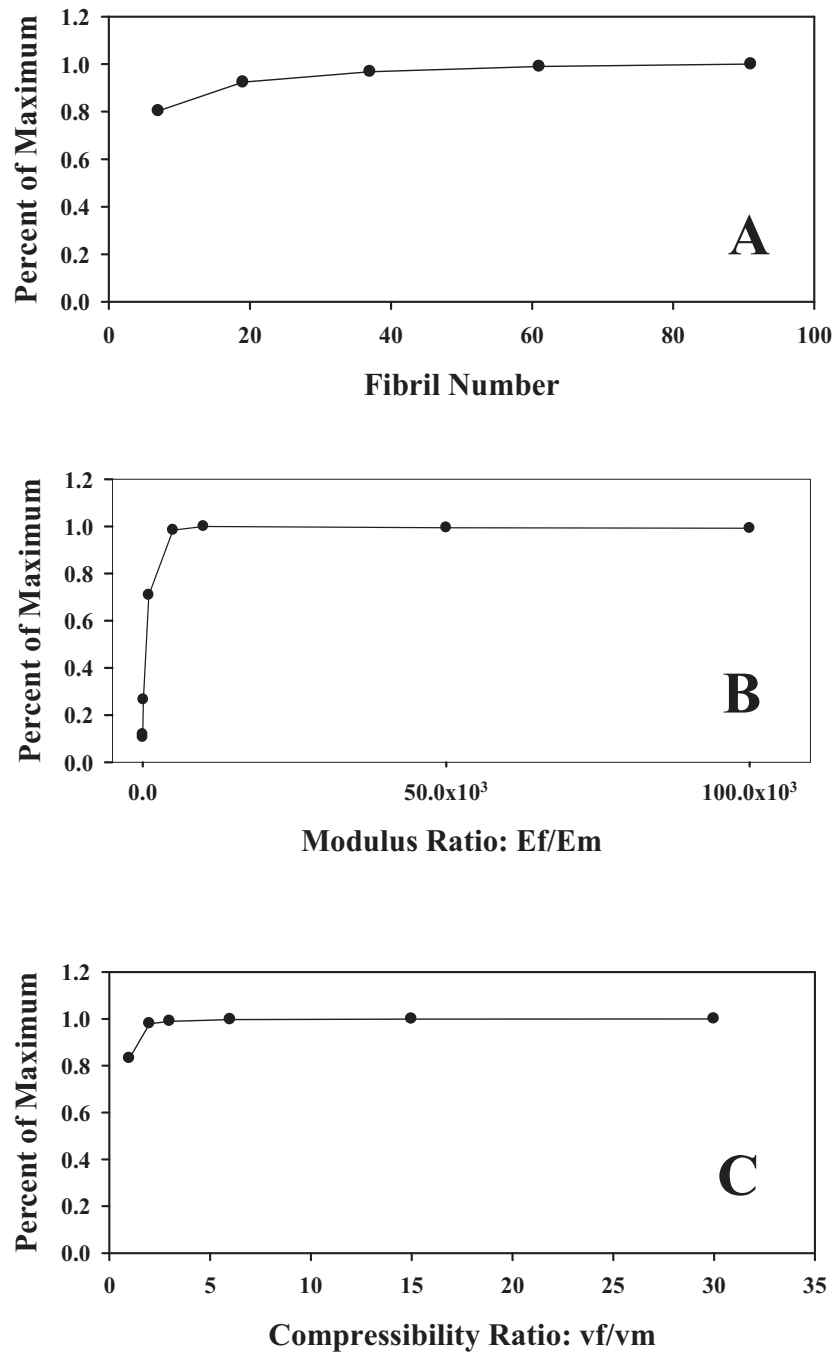 1.2
1.0
0.8
0.6
0.4
0.2
0.0
Percent of Maximum
A
0 20 40 60 80 100
Fibril Number
1.2
1.0
0.8
0.6
0.4
0.2
0.0
Percent of Maximum
B
0.0 50.0x10³ 100.0x10³
Modulus Ratio: Ef/Em
1.2
1.0
0.8
0.6
0.4
0.2
0.0
Percent of Maximum
C
0 5 10 15 20 25 30 35
Compressibility Ratio: vf/vm